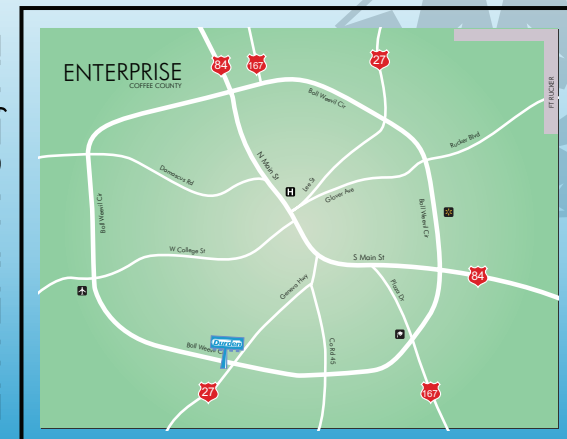 ENTERPRISE
COFFEE COUNTY
84
167
27
FT RUCKER
Boll Weevil Cir
Rucker Blvd
N Main St
Damascus Rd
Lee St
H
Glover Ave
Boll Weevil Cir
Boll Weevil Cir
W College St
S Main St
84
Geneva Hwy
Plaza Dr
Durden
Boll Weevil Cir
Co Rd 45
27
167